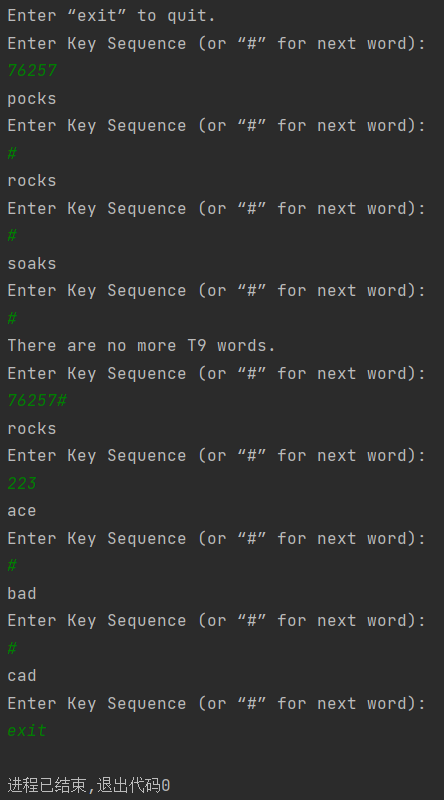 Enter “exit” to quit.
Enter Key Sequence (or “#” for next word):
76257
pocks
Enter Key Sequence (or “#” for next word):
#
rocks
Enter Key Sequence (or “#” for next word):
#
soaks
Enter Key Sequence (or “#” for next word):
#
There are no more T9 words.
Enter Key Sequence (or “#” for next word):
76257#
rocks
Enter Key Sequence (or “#” for next word):
223
ace
Enter Key Sequence (or “#” for next word):
#
bad
Enter Key Sequence (or “#” for next word):
#
cad
Enter Key Sequence (or “#” for next word):
exit
进程已结束,退出代码0